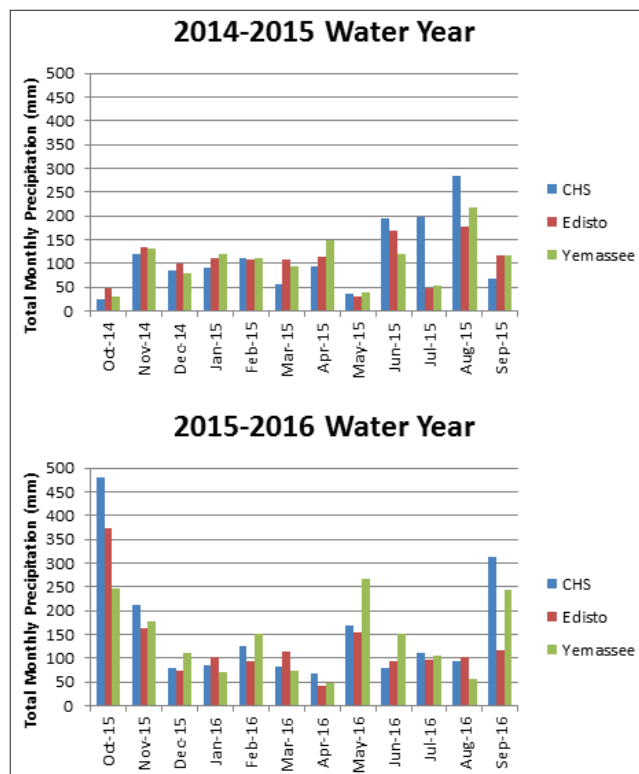 2014-2015 Water Year
Total Monthly Precipitation (mm)
500
450
400
350
300
250
200
150
100
50
0
Oct-14
Nov-14
Dec-14
Jan-15
Feb-15
Mar-15
Apr-15
May-15
Jun-15
Jul-15
Aug-15
Sep-15
CHS
Edisto
Yemassee
2015-2016 Water Year
Total Monthly Precipitation (mm)
500
450
400
350
300
250
200
150
100
50
0
Oct-15
Nov-15
Dec-15
Jan-16
Feb-16
Mar-16
Apr-16
May-16
Jun-16
Jul-16
Aug-16
Sep-16
CHS
Edisto
Yemassee